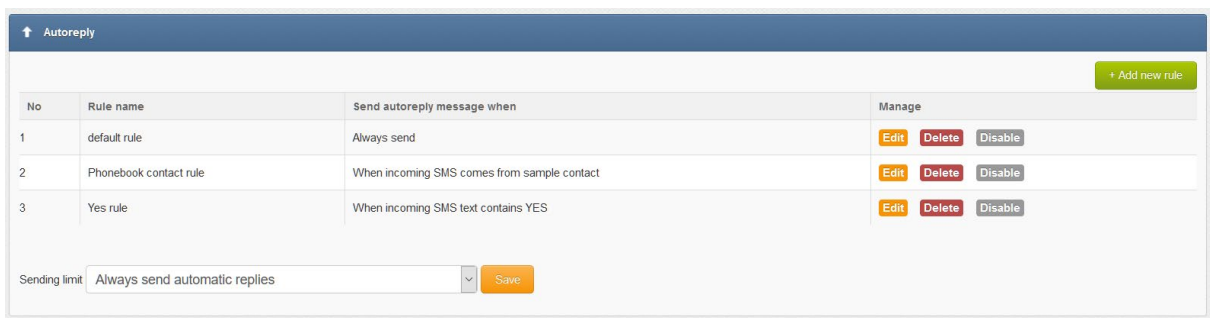 Autoreply
+ Add new rule
No Rule name Send autoreply message when Manage
1 default rule Always send Edit Delete Disable
2 Phonebook contact rule When incoming SMS comes from sample contact Edit Delete Disable
3 Yes rule When incoming SMS text contains YES Edit Delete Disable
Sending limit Always send automatic replies Save